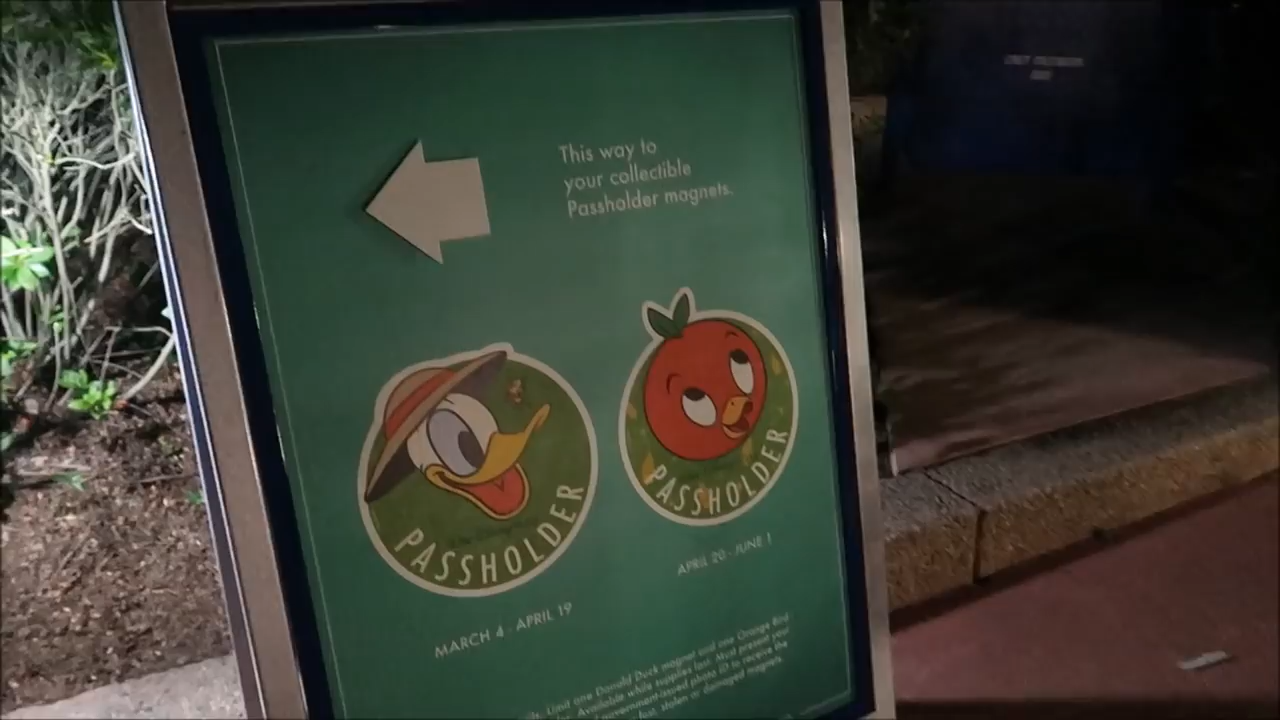 This way to
your collectible
Passholder magnets.
PASSHOLDER
PASSHOLDER
MARCH 4 - APRIL 19
APRIL 20 - JUNE 1
Limit one Donald Duck magnet and one Orange Bird
Available while supplies last. Must present your
government-issued photo ID to receive the
lost, stolen or damaged magnets.